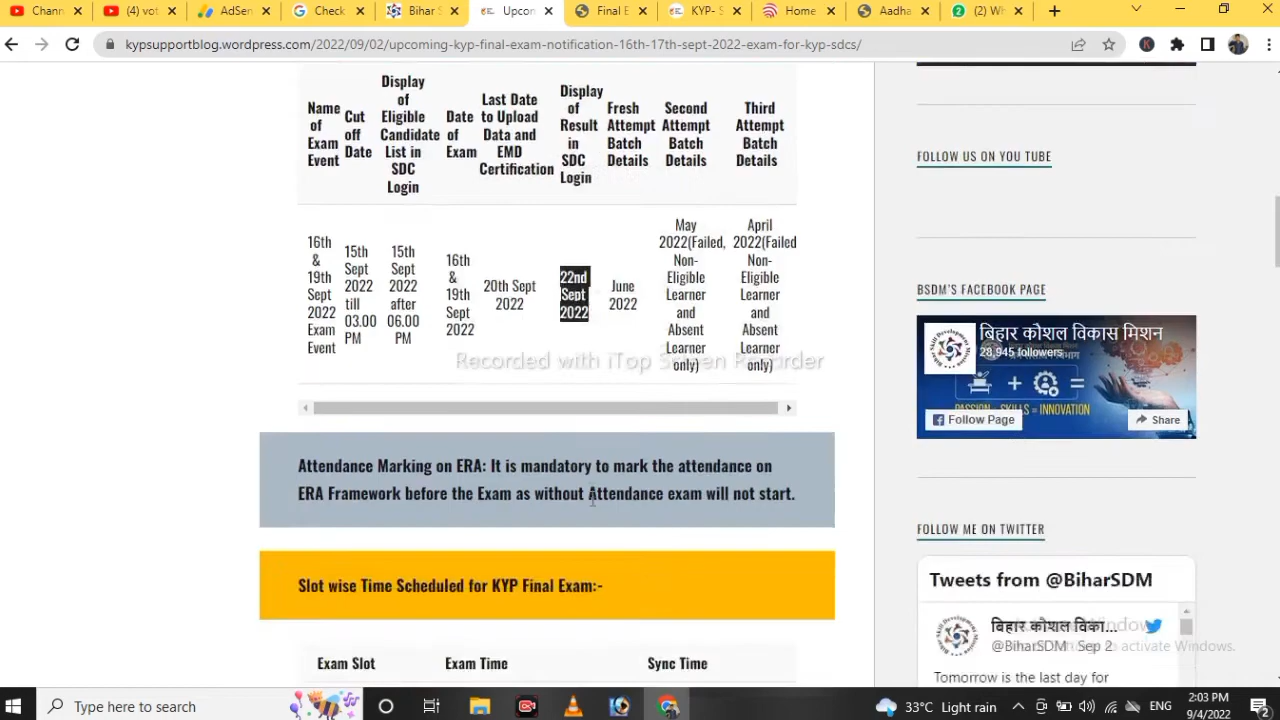 Chann
(4) vot
AdSen
Check
Bihar S
Upcon
Final E
KYP- S
Home
Aadha
(2) Wh
kypsupportblog.wordpress.com/2022/09/02/upcoming-kyp-final-exam-notification-16th-17th-sept-2022-exam-for-kyp-sdcs/
Name of Exam Event
Cut off Date
Display of Eligible Candidate List in SDC Login
Date of Exam
Last Date to Upload Data and EMD Certification
Display of Result in SDC Login
Fresh Attempt Batch Details
Second Attempt Batch Details
Third Attempt Batch Details
16th & 19th Sept 2022 Exam Event
15th Sept 2022 till 03.00 PM
15th Sept 2022 after 06.00 PM
16th & 19th Sept 2022
20th Sept 2022
22nd Sept 2022
June 2022
May 2022(Failed, Non-Eligible Learner and Absent Learner only)
April 2022(Failed Non-Eligible Learner and Absent Learner only)
Recorded with iTop Screen Recorder
Attendance Marking on ERA: It is mandatory to mark the attendance on
ERA Framework before the Exam as without Attendance exam will not start.
Slot wise Time Scheduled for KYP Final Exam:-
Exam Slot Exam Time Sync Time
FOLLOW US ON YOU TUBE
BSDM'S FACEBOOK PAGE
बिहार कौशल विकास मिशन
28,945 followers
PASSION - SKILLS = INNOVATION
Follow Page
Share
FOLLOW ME ON TWITTER
Tweets from @BiharSDM
बिहार कौशल विका...
@BiharSDM · Sep 2
Tomorrow is the last day for
Type here to search
33°C Light rain
ENG
2:03 PM
9/4/2022
2